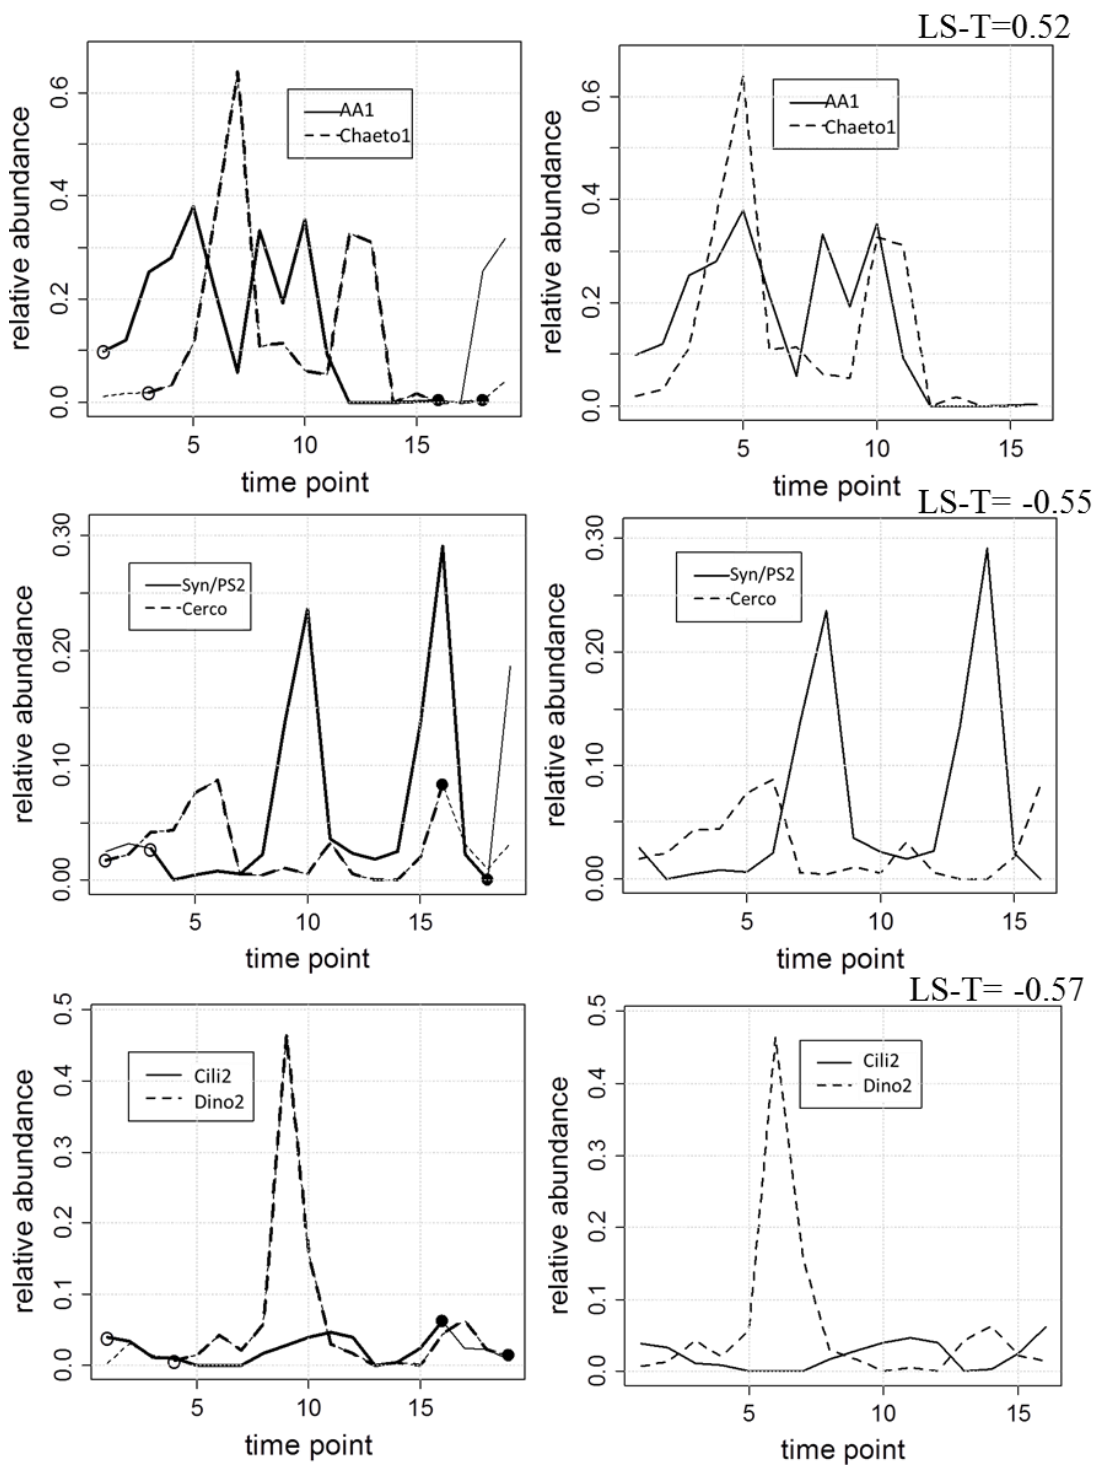 LS-T=0.52
relative abundance
0.0 0.2 0.4 0.6
AA1
Chaeto1
5 10 15
time point
relative abundance
0.0 0.2 0.4 0.6
AA1
Chaeto1
5 10 15
time point
LS-T= -0.55
relative abundance
0.00 0.10 0.20 0.30
Syn/PS2
Cerco
5 10 15
time point
relative abundance
0.00 0.10 0.20 0.30
Syn/PS2
Cerco
5 10 15
time point
LS-T= -0.57
relative abundance
0.0 0.1 0.2 0.3 0.4 0.5
Cili2
Dino2
5 10 15
time point
relative abundance
0.0 0.1 0.2 0.3 0.4 0.5
Cili2
Dino2
5 10 15
time point